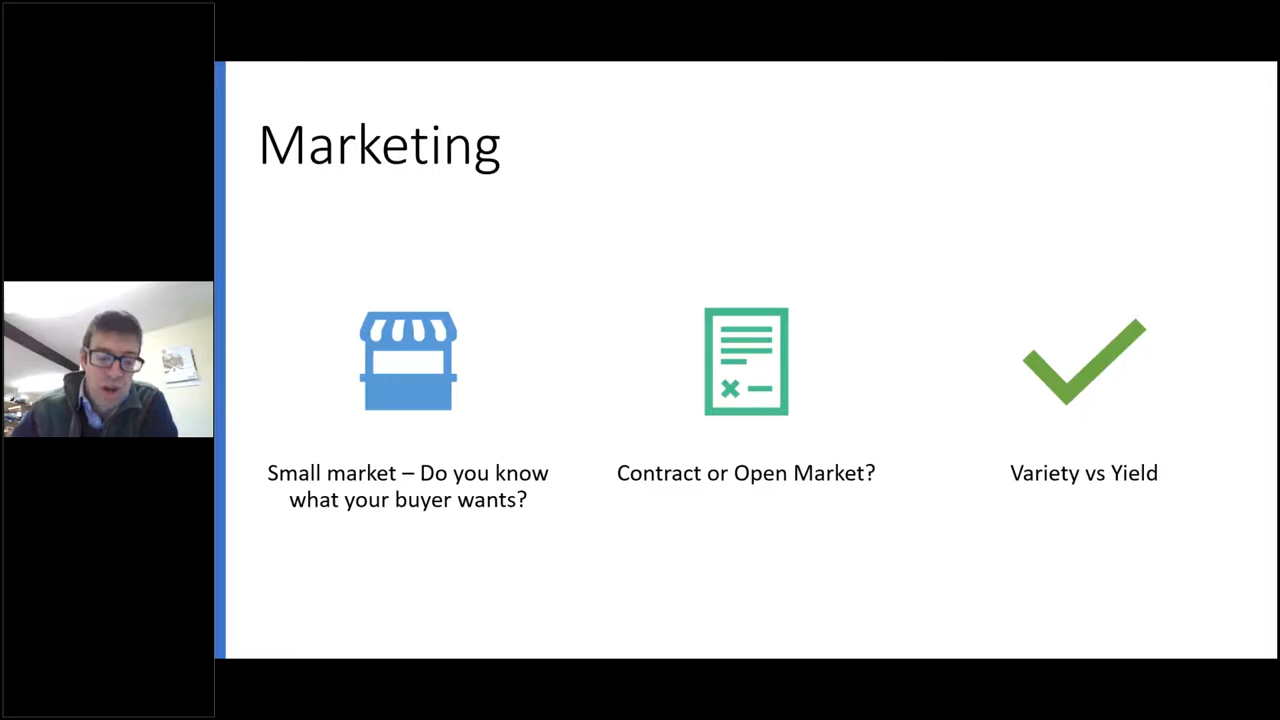 Marketing
Small market – Do you know
what your buyer wants?
Contract or Open Market?
Variety vs Yield